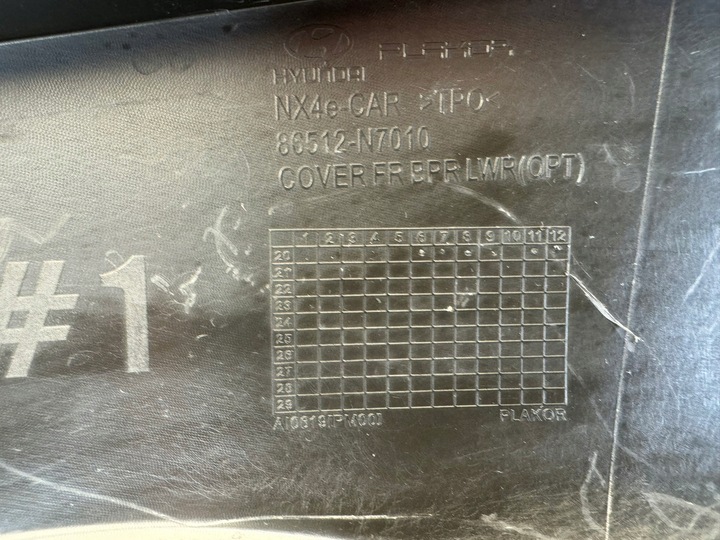 PLAKOR
HYUNDAI
NX4e-CAR >TPO<
86512-N7010
COVER FR BPR LWR(OPT)
#1
1 2 3 4 5 6 7 8 9 10 11 12
20
21
22
23
24
25
26
27
28
29
PLAKOR